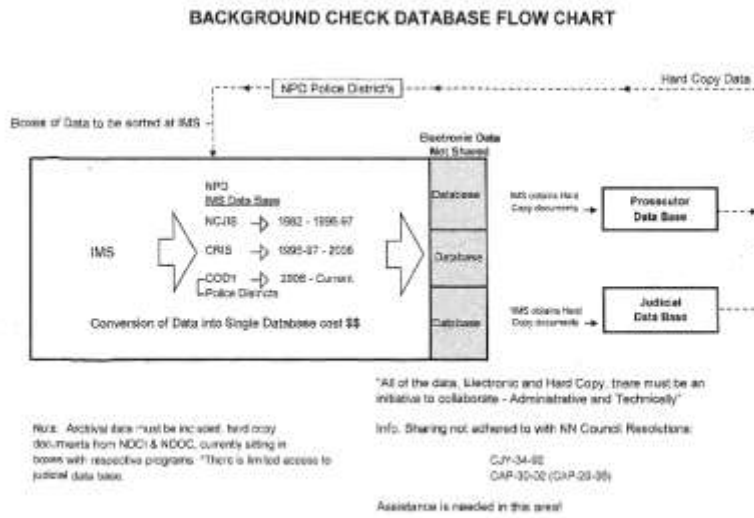 BACKGROUND CHECK DATABASE FLOW CHART
Hard Copy Data
NPD Police District's
Boxes of Data to be sorted at IMS
Electronic Data
Not Shared
NPD
IMS Data Base
NCJIS 1982 - 1996-97
CRIS 1996-97 - 2006
CODY 2006 - Current
Police Districts
IMS
Conversion of Data into Single Database cost $$
Database
Database
Database
IMS obtains Hard
Copy documents
Prosecutor
Data Base
IMS obtains Hard
Copy documents
Judicial
Data Base
"All of the data, Electronic and Hard Copy, there must be an
initiative to collaborate - Administrative and Technically"
Note: Archival data must be included, hard copy
documents from NDCI & NDOC, currently sitting in
boxes with respective programs. "There is limited access to
judicial data base.
Info. Sharing not adhered to with NN Council Resolutions:
Assistance is needed in this area!